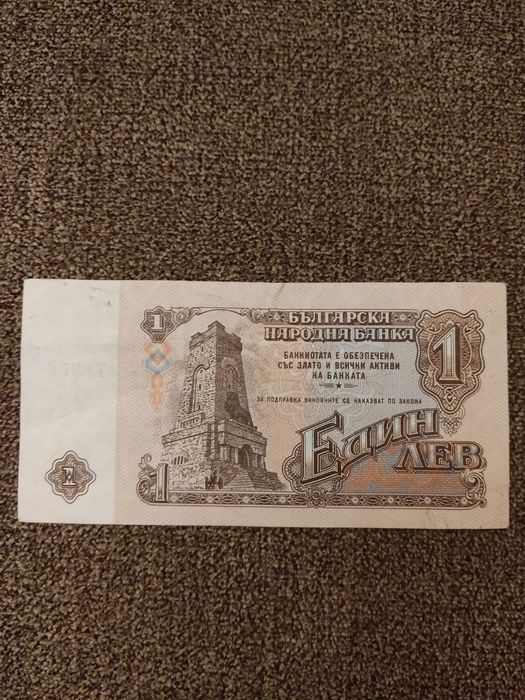 1
БЪЛГАРСКА
НАРОДНА БАНКА
1
БАНКНОТАТА Е ОБЕЗПЕЧЕНА
СЪС ЗЛАТО И ВСИЧКИ АКТИВИ
НА БАНКАТА
ЗА ПОДПРАВКА ВИНОВНИТЕ СЕ НАКАЗВАТ ПО ЗАКОНА
ЕДИН
ЛЕВ
1
1